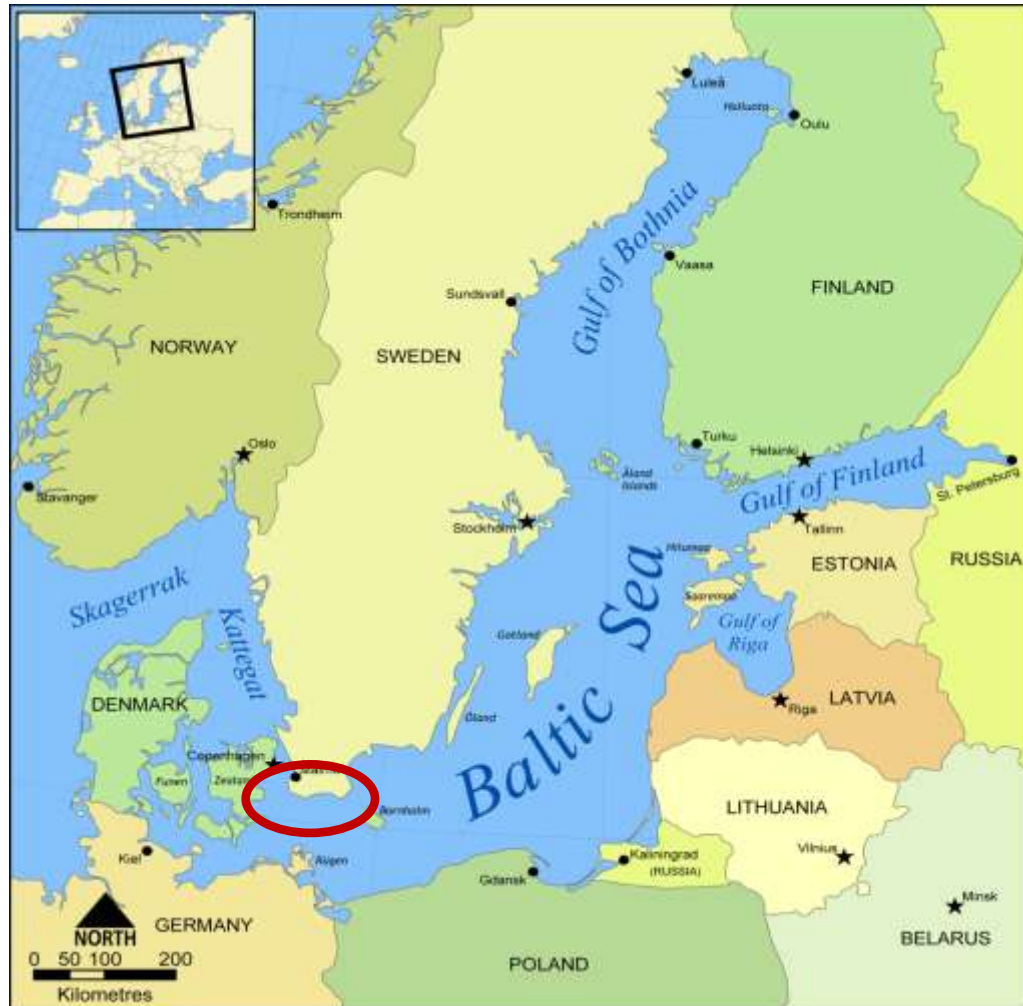 Luleå
Hailuoto
Oulu
Trondheim
Gulf of Bothnia
Vaasa
FINLAND
Sundsvall
NORWAY
SWEDEN
Turku
Helsinki
Oslo
Åland
Islands
Gulf of Finland
St. Petersburg
Stavanger
Stockholm
Tallinn
Hiiumaa
ESTONIA
RUSSIA
Skagerrak
Kattegat
Saaremaa
Gulf of
Riga
Gotland
Baltic Sea
DENMARK
Öland
LATVIA
Riga
Copenhagen
Funen
LITHUANIA
Bornholm
Vilnius
Kiel
Rügen
Kaliningrad
(RUSSIA)
Gdansk
Minsk
GERMANY
NORTH
BELARUS
POLAND
0 50 100 200
Kilometres